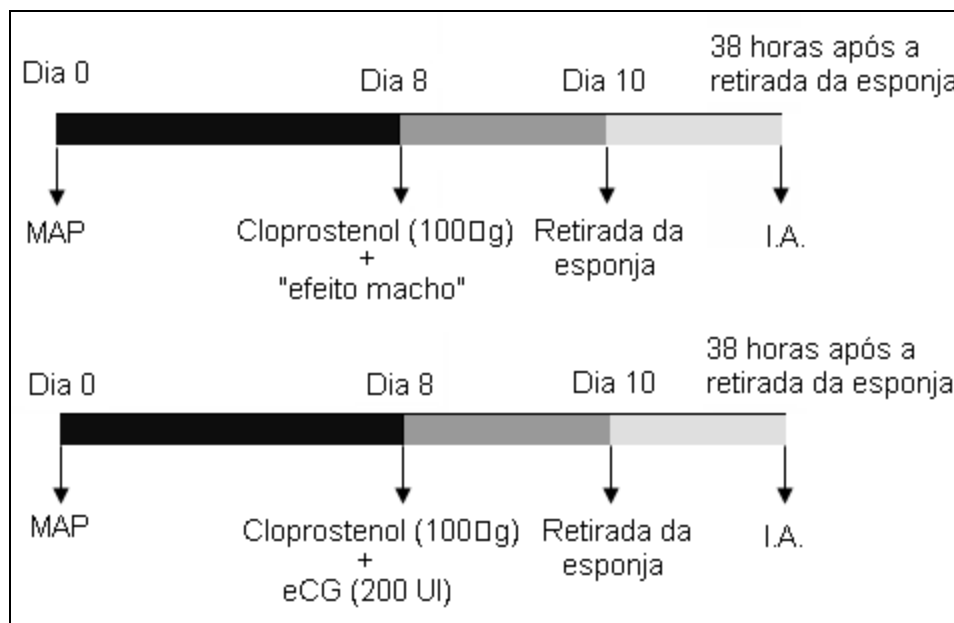 38 horas após a
Dia 0 Dia 8 Dia 10 retirada da esponja
MAP Cloprostenol (100□g) Retirada da I.A.
+ esponja
"efeito macho"
38 horas após a
Dia 0 Dia 8 Dia 10 retirada da esponja
MAP Cloprostenol (100□g) Retirada da I.A.
+ esponja
eCG (200 UI)